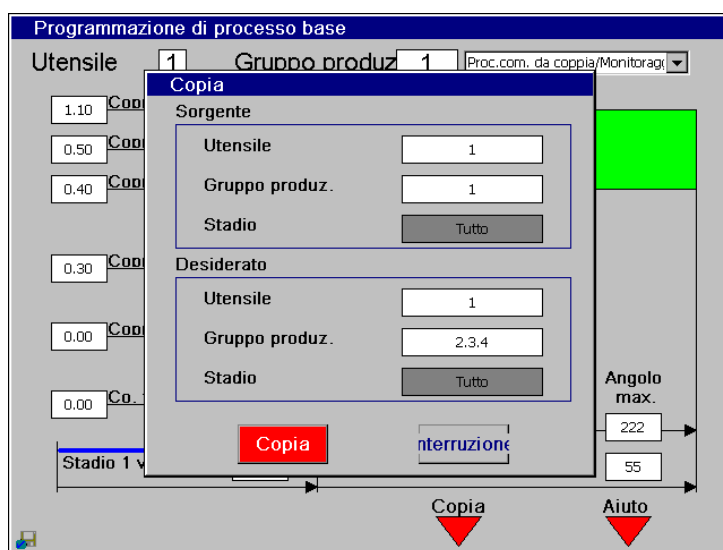 Programmazione di processo base
Utensile 1 Gruppo produz 1 Proc.com. da coppia/Monitorag
Copia
Sorgente
Utensile 1
Gruppo produz. 1
Stadio Tutto
Desiderato
Utensile 1
Gruppo produz. 2.3.4
Stadio Tutto
Copia nterruzione
1.10
0.50
0.40
0.30
0.00
0.00 Co.
Angolo
max.
222
Stadio 1 v
55
Copia Aiuto